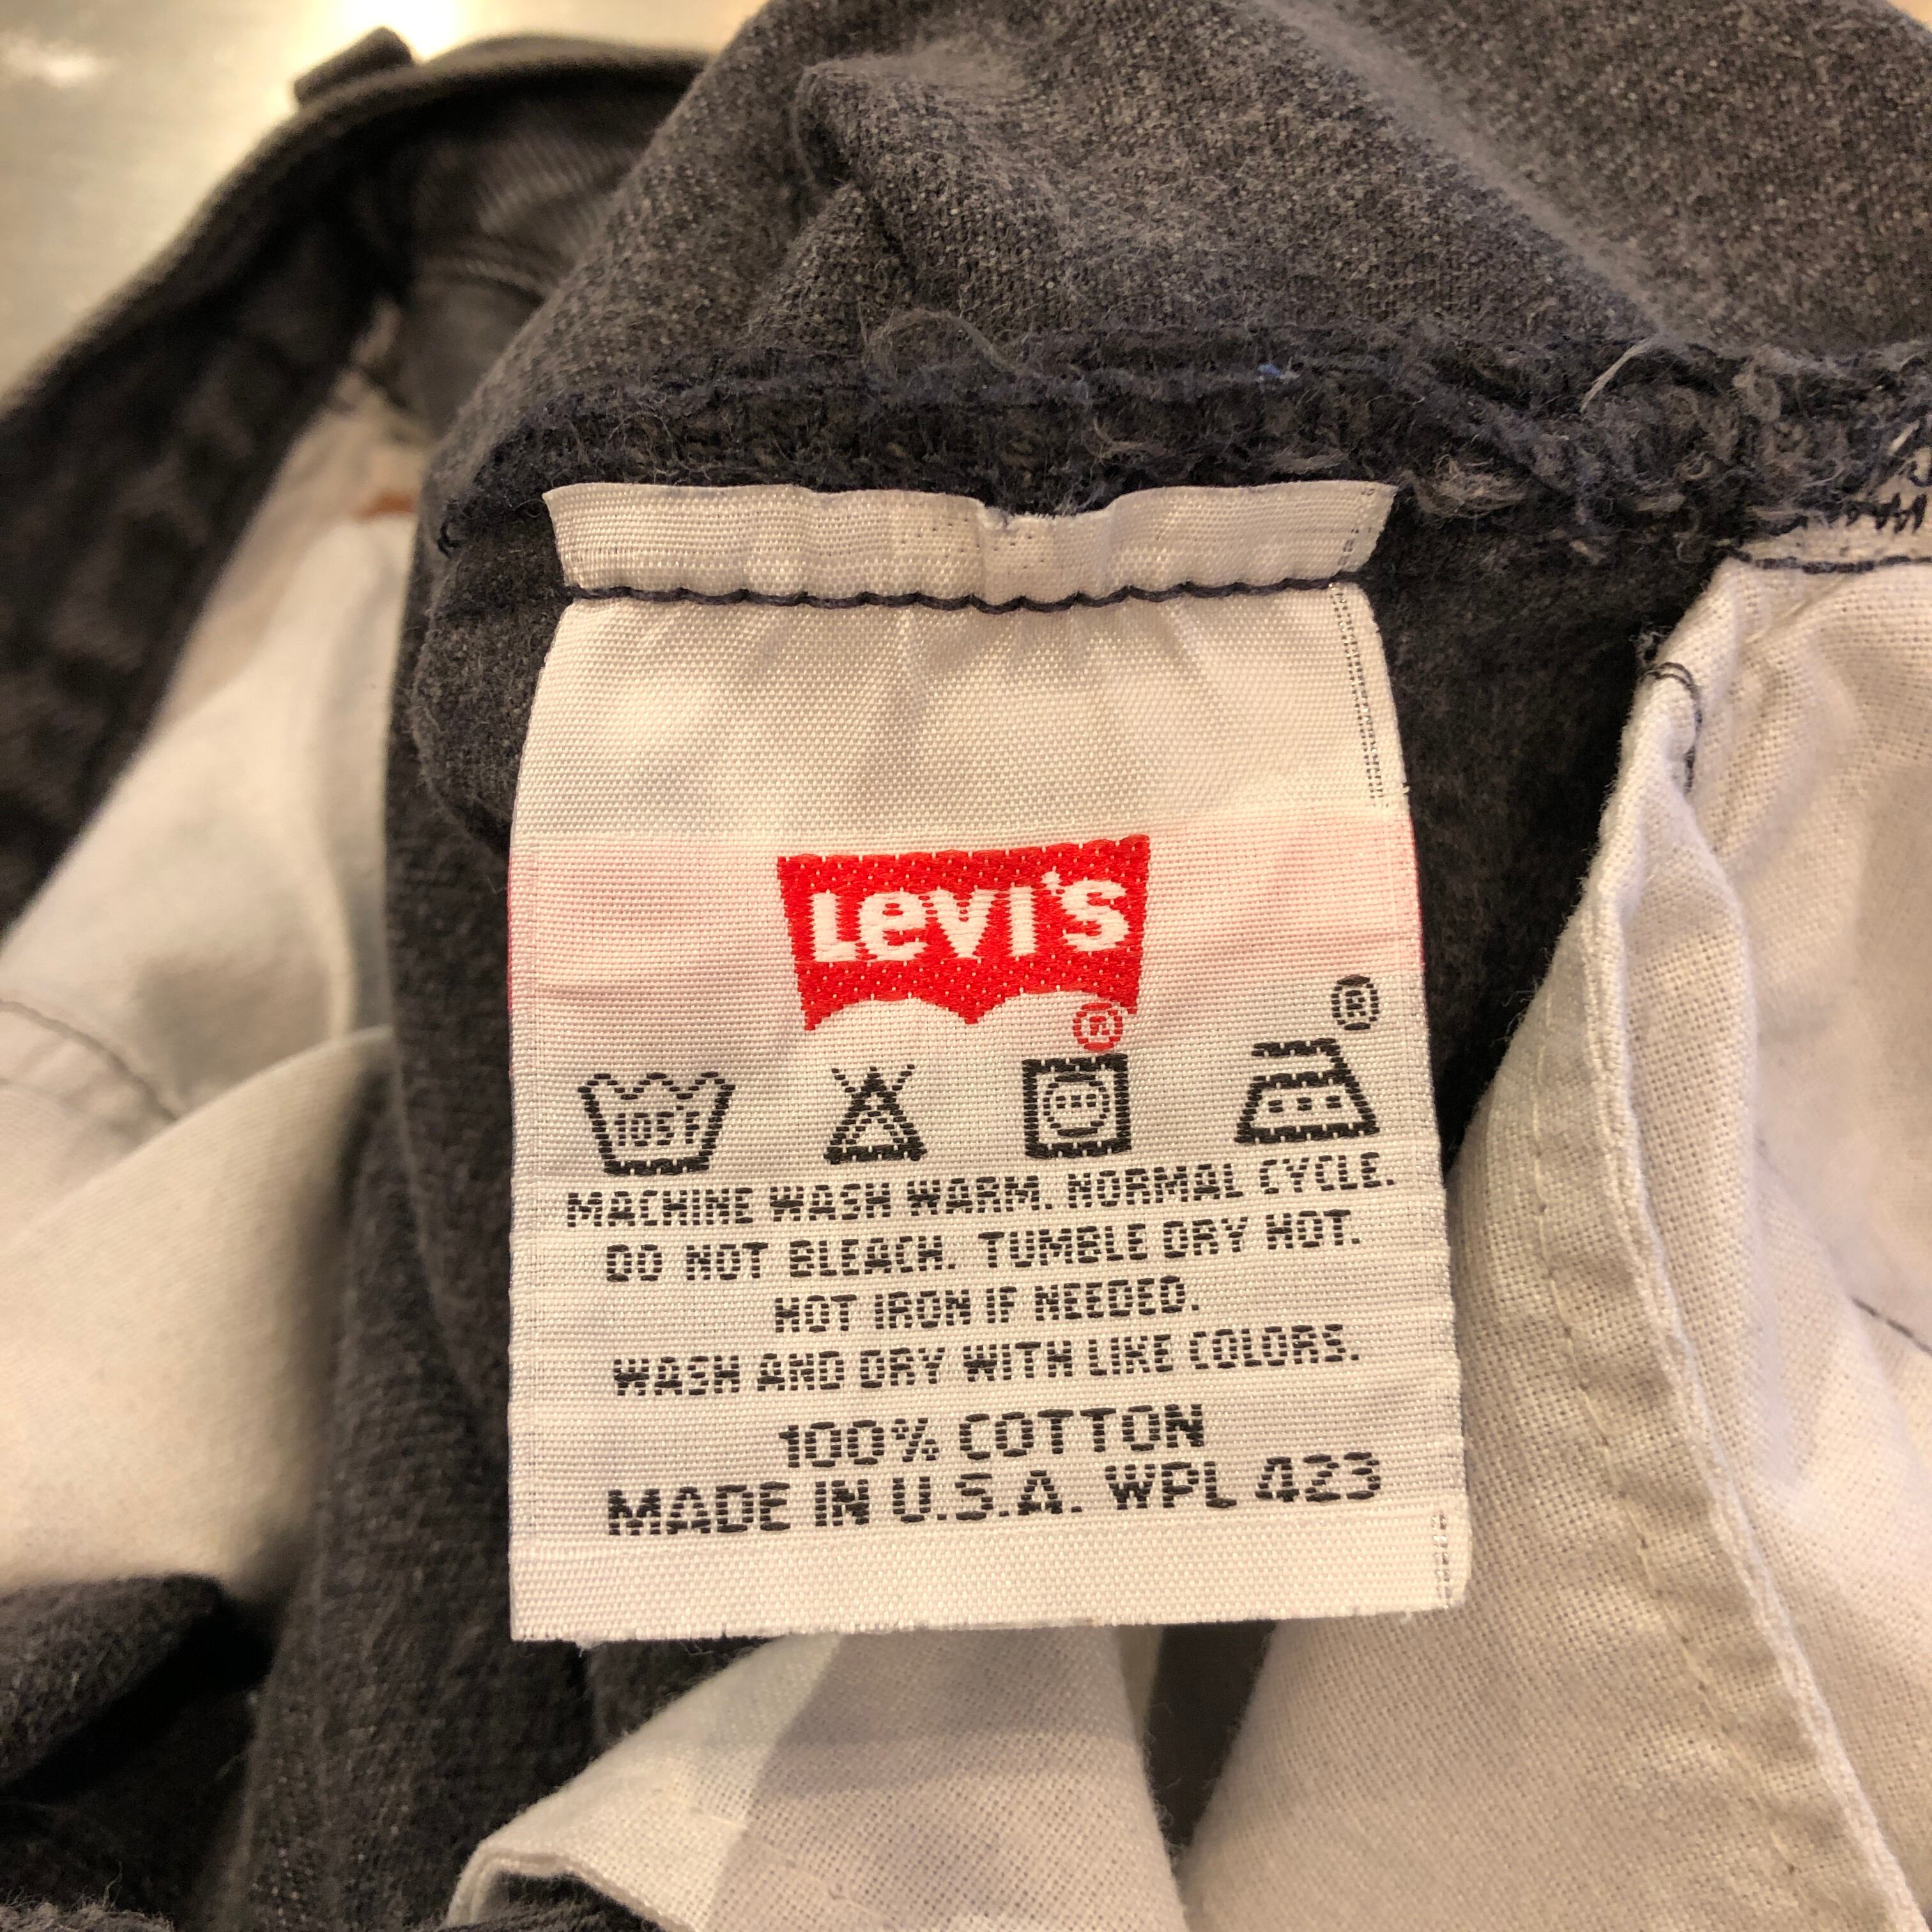 Levi's
®
®
105°F
MACHINE WASH WARM. NORMAL CYCLE.
DO NOT BLEACH. TUMBLE DRY HOT.
HOT IRON IF NEEDED.
WASH AND DRY WITH LIKE COLORS.
100% COTTON
MADE IN U.S.A. WPL 423